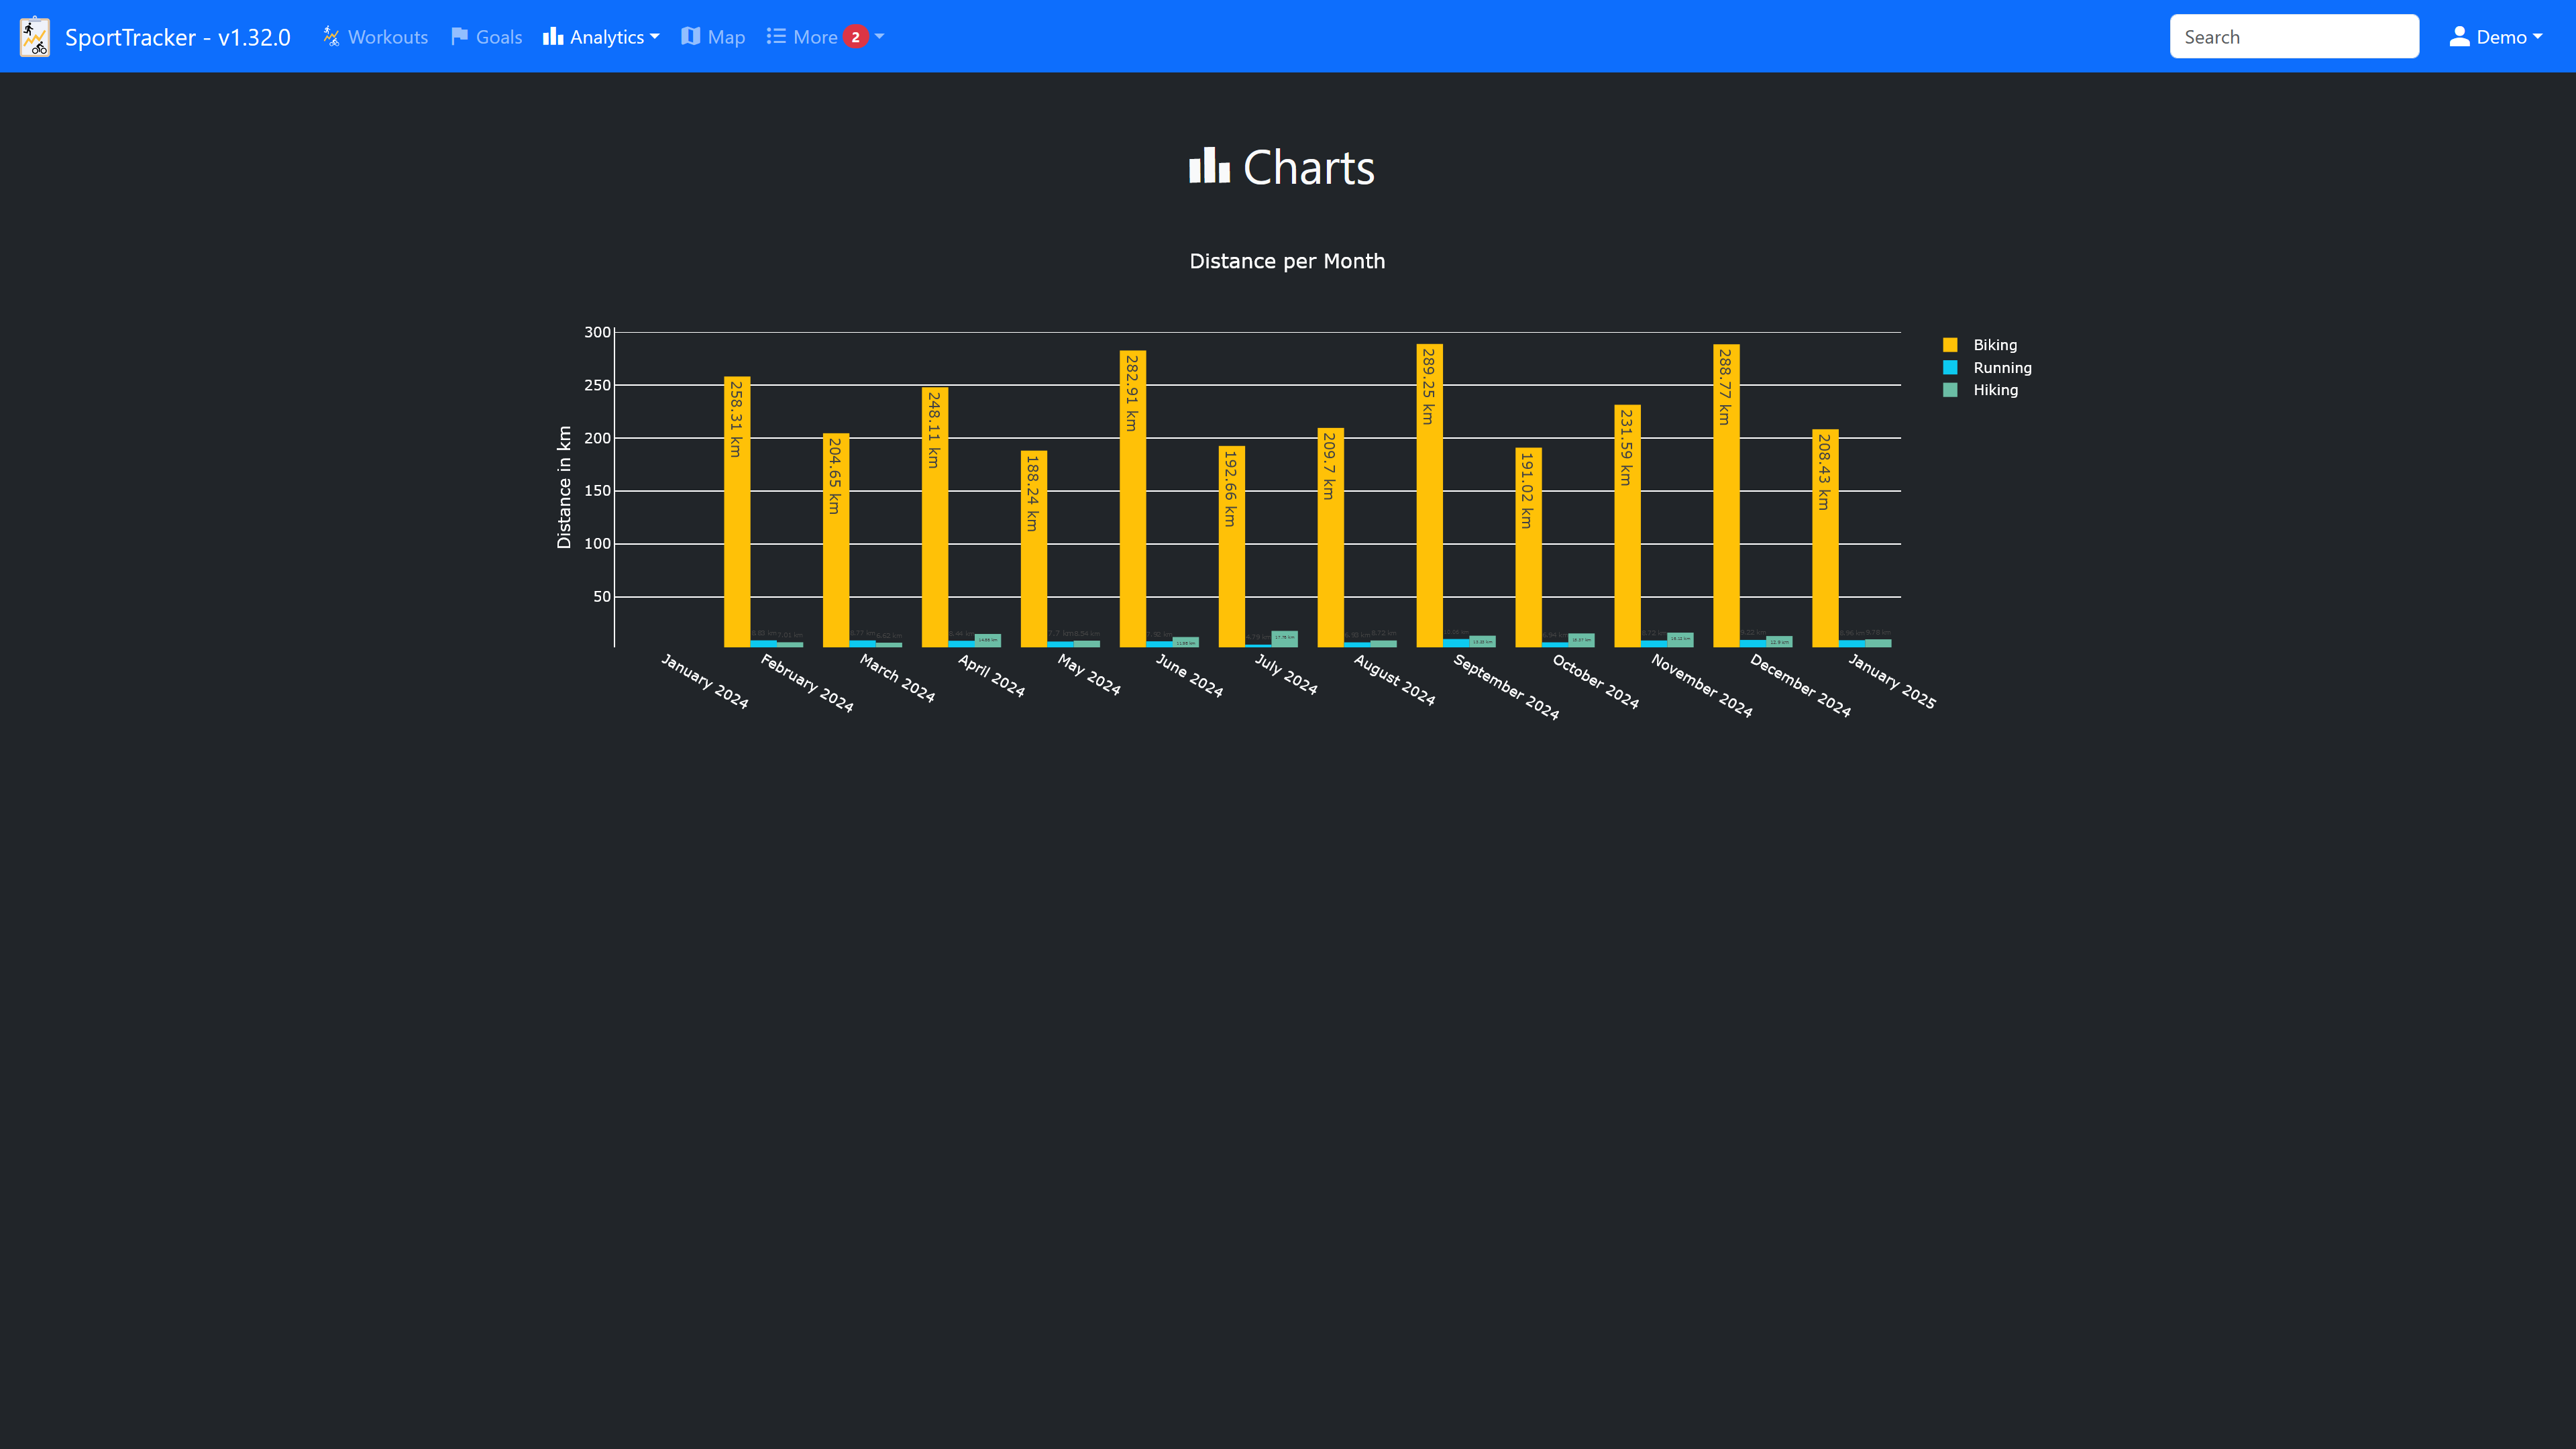 SportTracker - v1.32.0 Workouts Goals Analytics Map More 2 Search Demo
Charts
Distance per Month
Distance in km
300
250
200
150
100
50
258.31 km
204.65 km
248.11 km
188.24 km
282.91 km
192.66 km
209.7 km
289.25 km
191.02 km
231.59 km
288.77 km
208.43 km
January 2024
February 2024
March 2024
April 2024
May 2024
June 2024
July 2024
August 2024
September 2024
October 2024
November 2024
December 2024
January 2025
Biking
Running
Hiking